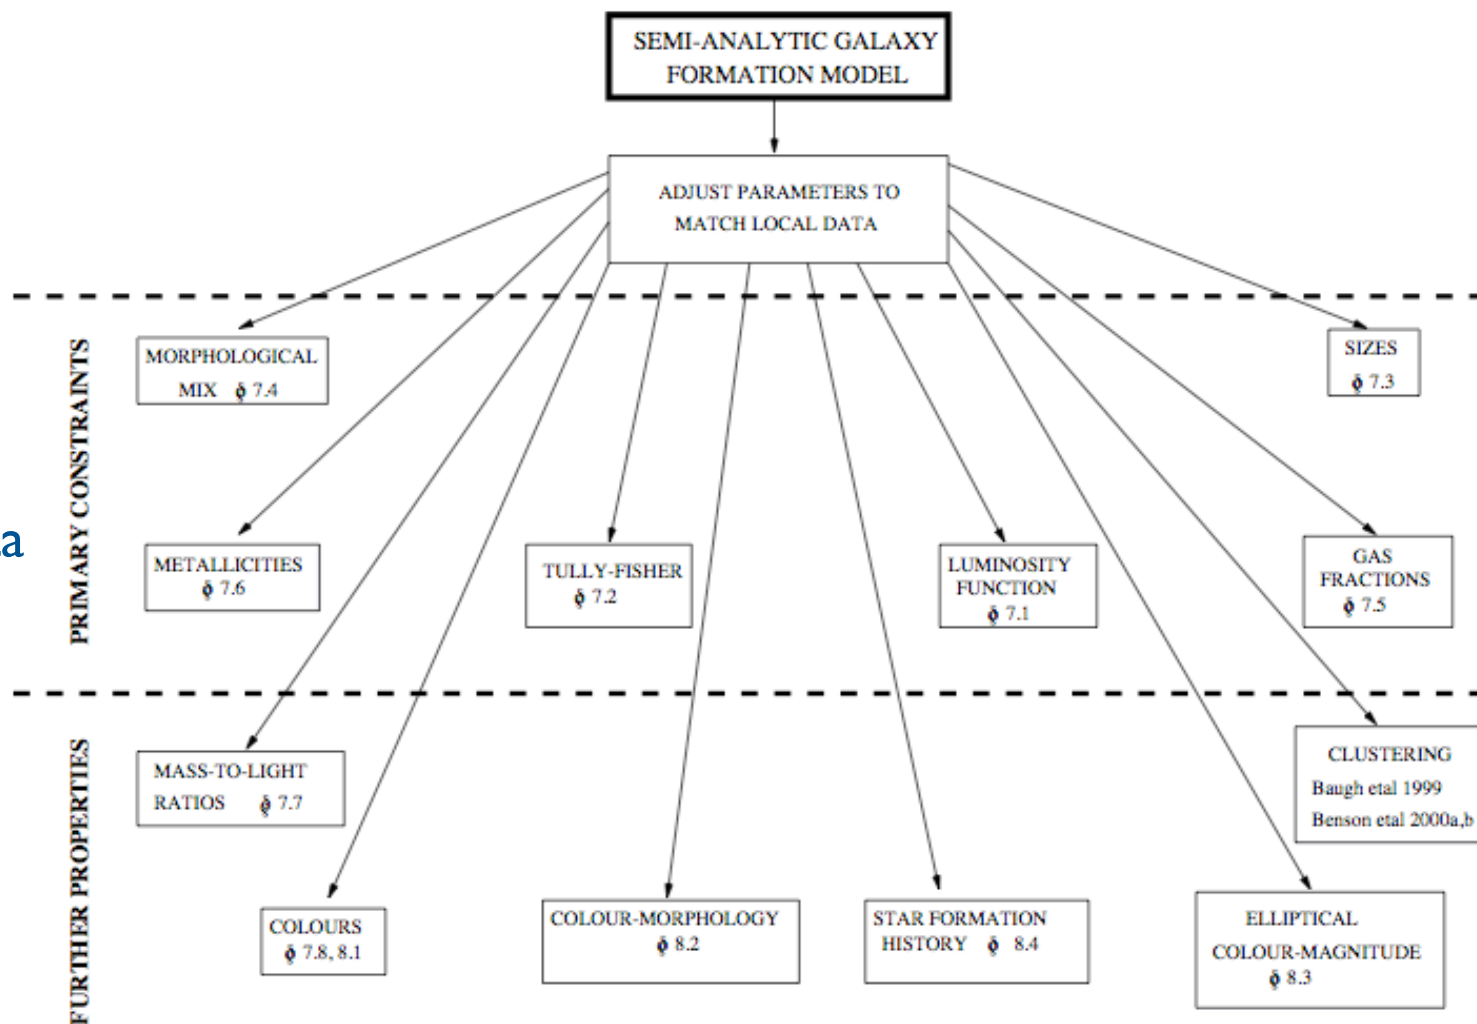 SEMI-ANALYTIC GALAXY
FORMATION MODEL
ADJUST PARAMETERS TO
MATCH LOCAL DATA
PRIMARY CONSTRAINTS
MORPHOLOGICAL
MIX § 7.4
SIZES
§ 7.3
a
METALLICITIES
§ 7.6
TULLY-FISHER
§ 7.2
LUMINOSITY
FUNCTION
§ 7.1
GAS
FRACTIONS
§ 7.5
FURTHER PROPERTIES
MASS-TO-LIGHT
RATIOS § 7.7
CLUSTERING
Baugh etal 1999
Benson etal 2000a,b
COLOURS
§ 7.8, 8.1
COLOUR-MORPHOLOGY
§ 8.2
STAR FORMATION
HISTORY § 8.4
ELLIPTICAL
COLOUR-MAGNITUDE
§ 8.3